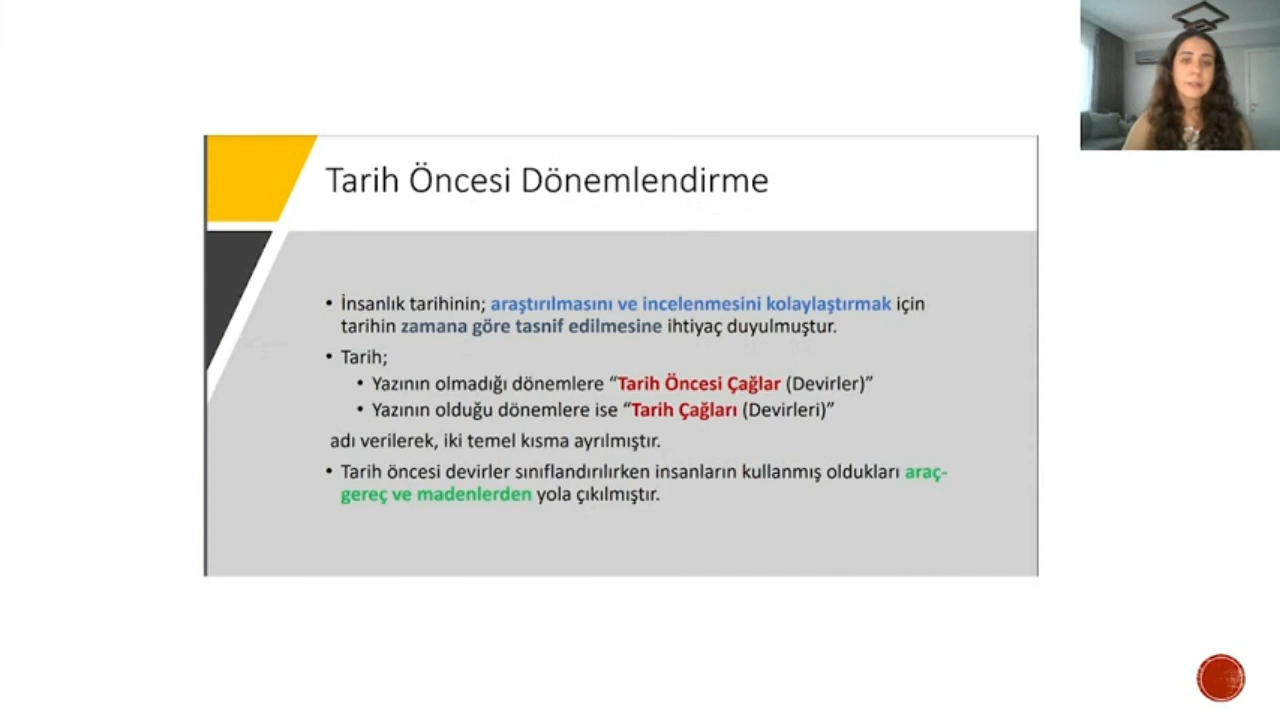 Tarih Öncesi Dönemlendirme
• İnsanlık tarihinin; araştırılmasını ve incelenmesini kolaylaştırmak için
tarihin zamana göre tasnif edilmesine ihtiyaç duyulmuştur.
• Tarih;
• Yazının olmadığı dönemlere “Tarih Öncesi Çağlar (Devirler)”
• Yazının olduğu dönemlere ise “Tarih Çağları (Devirleri)”
adı verilerek, iki temel kısma ayrılmıştır.
• Tarih öncesi devirler sınıflandırılırken insanların kullanmış oldukları araç-
gereç ve madenlerden yola çıkılmıştır.